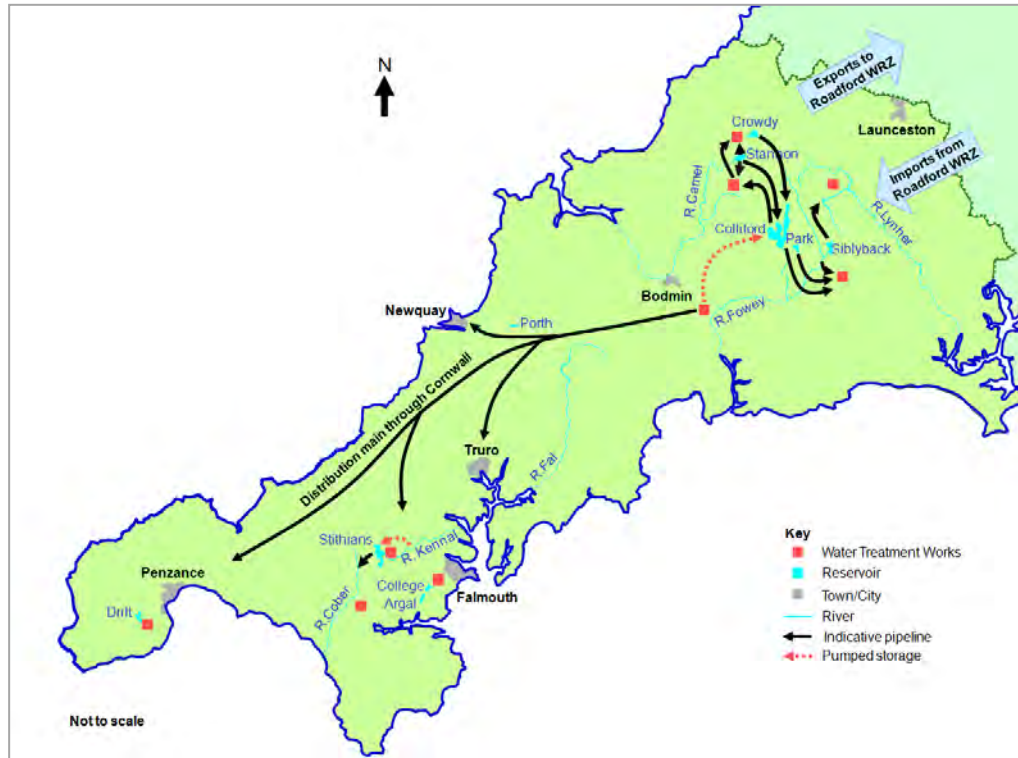 N
Exports to
Roadford WRZ
Launceston
Crowdy
Stannon
Imports from
Roadford WRZ
R.Camel
R.Lynher
Colliford
Park
Siblyback
Bodmin
R.Fowey
Newquay
Porth
Distribution main through Cornwall
Truro
R.Fal
Stithians
R. Kennal
Penzance
College
Argal
Falmouth
Drift
R.Cober
Not to scale
Key
Water Treatment Works
Reservoir
Town/City
River
Indicative pipeline
Pumped storage